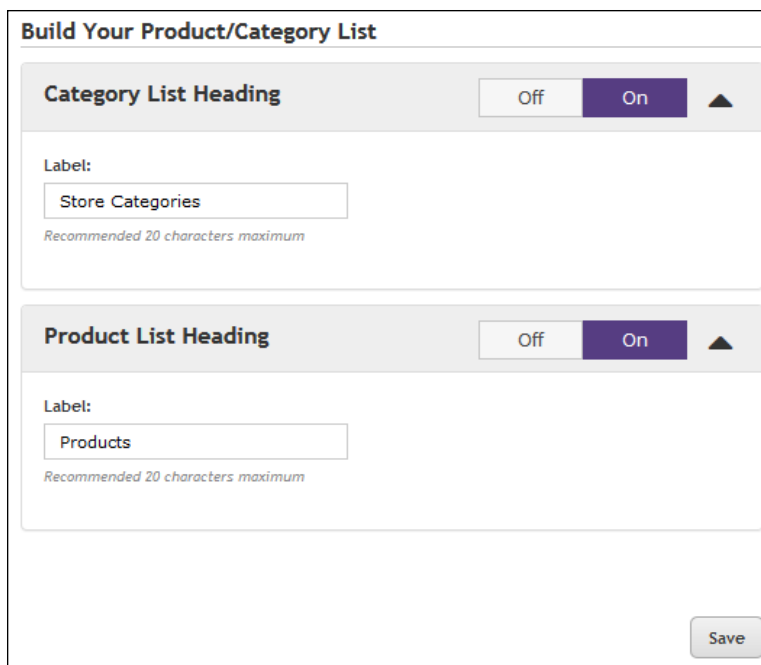 Build Your Product/Category List
Category List Heading
Off On
Label:
Store Categories
Recommended 20 characters maximum
Product List Heading
Off On
Label:
Products
Recommended 20 characters maximum
Save